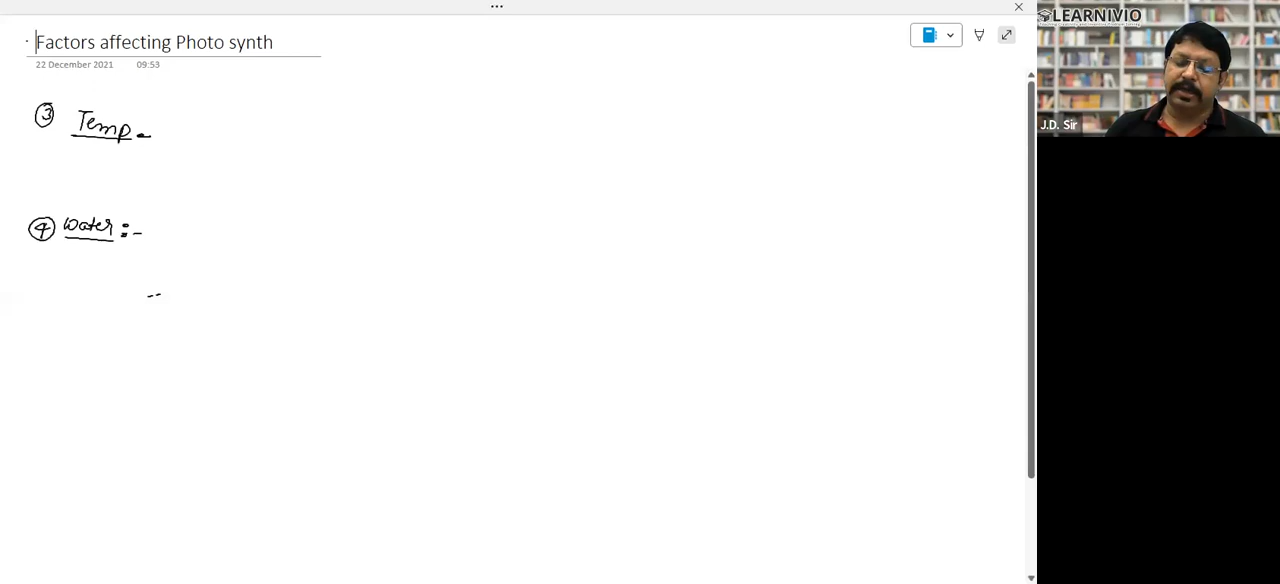 Factors affecting Photo synth
22 December 2021 09:53
③ Temp -
④ Water :-
LEARNIVIO
J.D. Sir